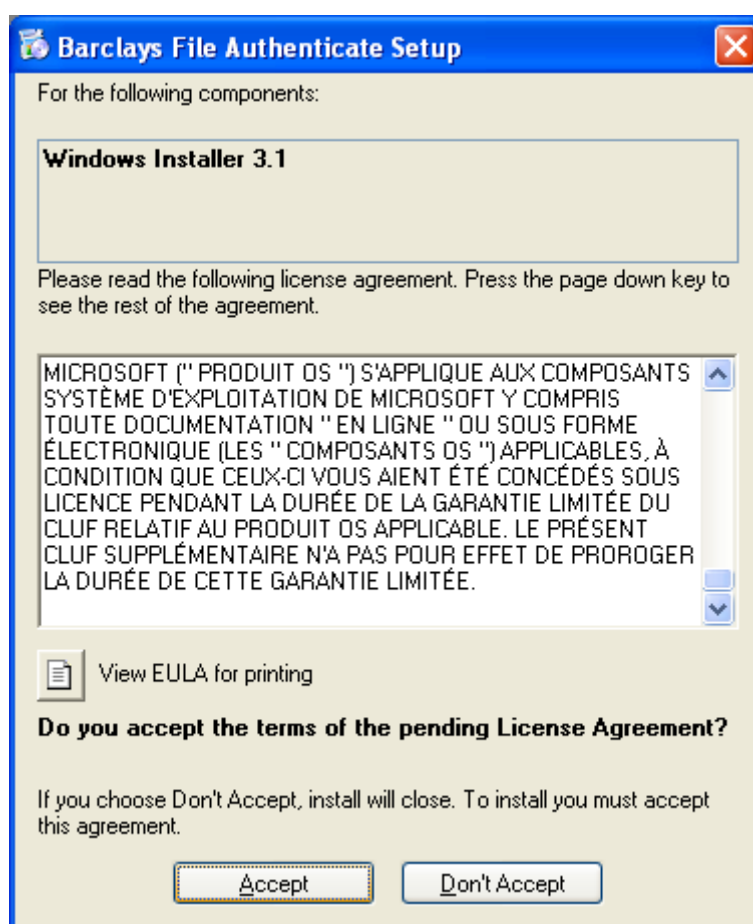 Barclays File Authenticate Setup
For the following components:
Windows Installer 3.1
Please read the following license agreement. Press the page down key to
see the rest of the agreement.
MICROSOFT (" PRODUIT OS ") S'APPLIQUE AUX COMPOSANTS
SYSTÈME D'EXPLOITATION DE MICROSOFT Y COMPRIS
TOUTE DOCUMENTATION " EN LIGNE " OU SOUS FORME
ÉLECTRONIQUE (LES " COMPOSANTS OS ") APPLICABLES, À
CONDITION QUE CEUX-CI VOUS AIENT ÉTÉ CONCÉDÉS SOUS
LICENCE PENDANT LA DURÉE DE LA GARANTIE LIMITÉE DU
CLUF RELATIF AU PRODUIT OS APPLICABLE. LE PRÉSENT
CLUF SUPPLÉMENTAIRE N'A PAS POUR EFFET DE PROROGER
LA DURÉE DE CETTE GARANTIE LIMITÉE.
View EULA for printing
Do you accept the terms of the pending License Agreement?
If you choose Don't Accept, install will close. To install you must accept
this agreement.
Accept
Don't Accept